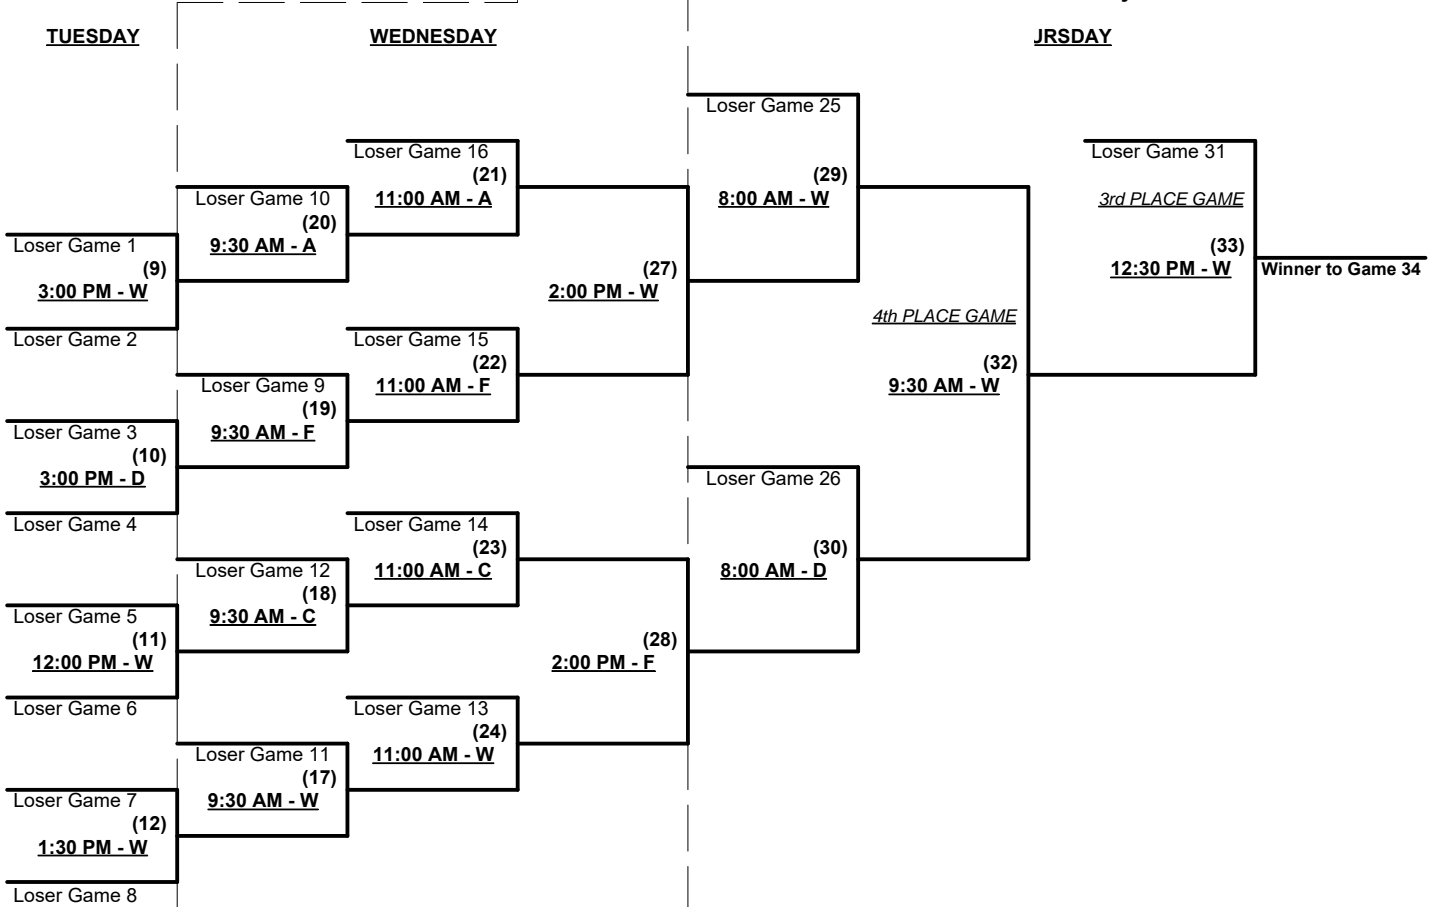 TUESDAY
WEDNESDAY
JRSDAY
Loser Game 25
Loser Game 16
Loser Game 31
(21)
(29)
11:00 AM - A
8:00 AM - W
Loser Game 10
3rd PLACE GAME
(20)
Loser Game 1
9:30 AM - A
(33)
(9)
(27)
12:30 PM - W
Winner to Game 34
3:00 PM - W
2:00 PM - W
4th PLACE GAME
Loser Game 2
Loser Game 15
(22)
(32)
Loser Game 9
11:00 AM - F
9:30 AM - W
(19)
Loser Game 3
9:30 AM - F
(10)
3:00 PM - D
Loser Game 26
Loser Game 4
Loser Game 14
(23)
(30)
Loser Game 12
11:00 AM - C
8:00 AM - D
(18)
Loser Game 5
9:30 AM - C
(11)
(28)
12:00 PM - W
2:00 PM - F
Loser Game 6
Loser Game 13
(24)
Loser Game 11
11:00 AM - W
(17)
Loser Game 7
9:30 AM - W
(12)
1:30 PM - W
Loser Game 8